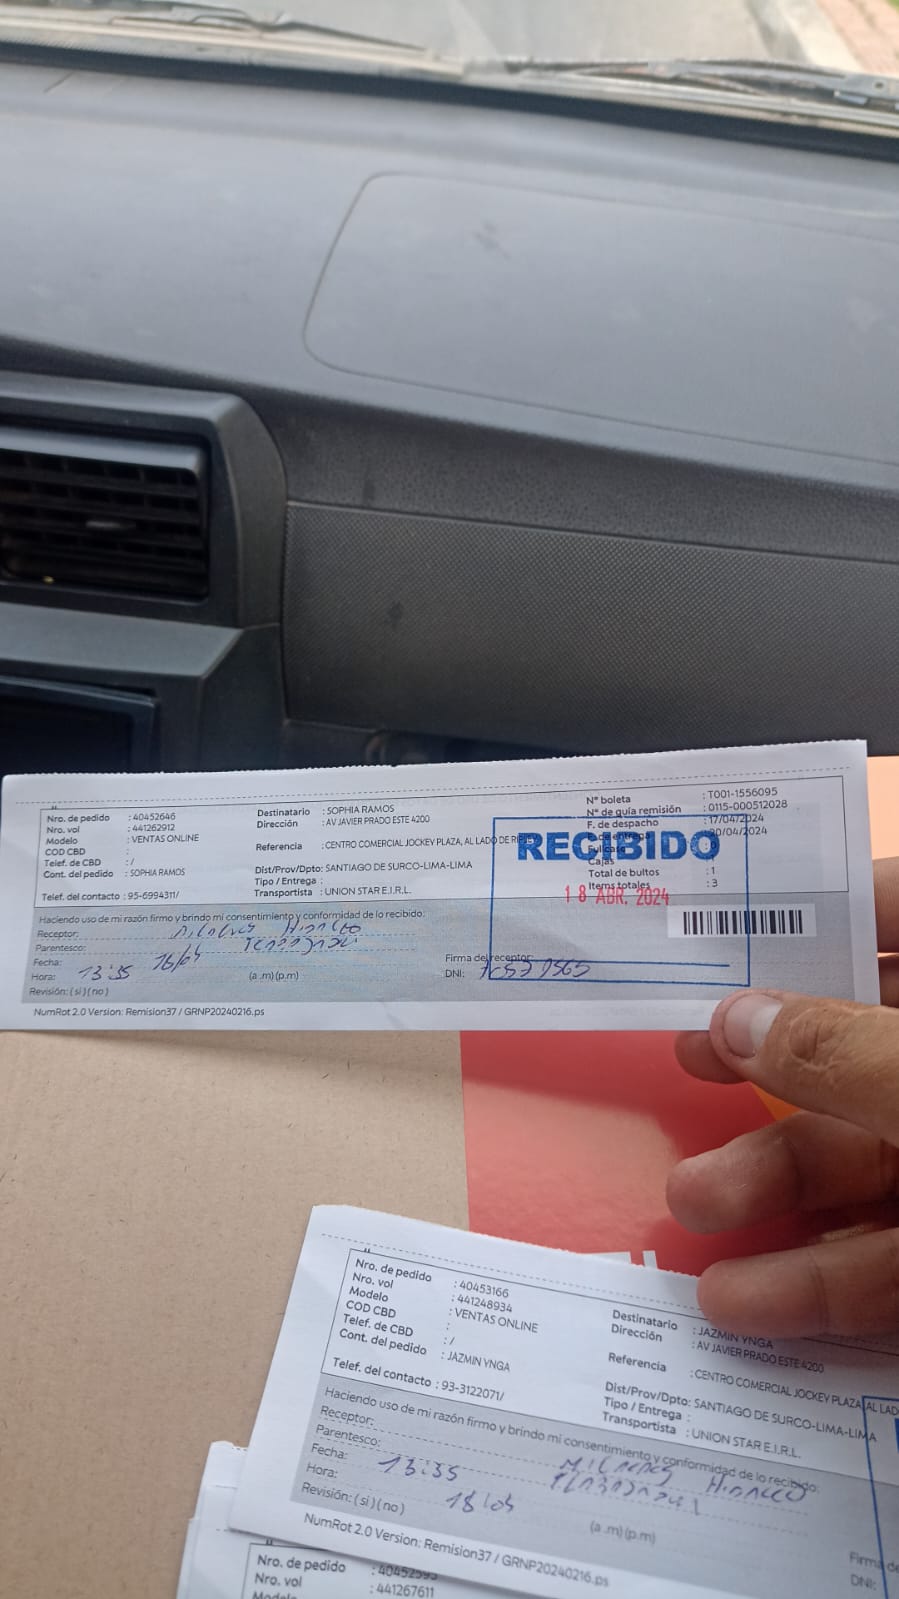 Nro. de pedido : 40452646
Nro. vol : 441262912
Modelo : VENTAS ONLINE
COD CBD :
Telef. de CBD : /
Cont. del pedido : SOPHIA RAMOS
Telef. del contacto : 95-6994311/
Destinatario : SOPHIA RAMOS
Dirección : AV JAVIER PRADO ESTE 4200
Referencia : CENTRO COMERCIAL JOCKEY PLAZA, AL LADO DE
Dist/Prov/Dpto: SANTIAGO DE SURCO-LIMA-LIMA
Tipo / Entrega :
Transportista : UNION STAR E.I.R.L.
N° boleta : T001-1556095
N° de guía remisión : 0115-000512028
F. de despacho : 17/04/2024
20/04/2024
RECIBIDO
Cajas
Total de bultos : 1
Items totales : 3
18 ABR. 2024
Haciendo uso de mi razón firmo y brindo mi consentimiento y conformidad de lo recibido:
Receptor:
Parentesco:
Fecha:
Hora: 13:35 (a .m) (p.m)
Revisión: ( si ) ( no )
Firma del receptor:
DNI:
NumRot 2.0 Version: Remision37 / GRNP20240216.ps
Nro. de pedido : 40453166
Nro. vol : 441248934
Modelo : VENTAS ONLINE
COD CBD :
Telef. de CBD : /
Cont. del pedido : JAZMIN YNGA
Telef. del contacto : 93-3122071/
Destinatario : JAZMIN YNGA
Dirección : AV JAVIER PRADO ESTE 4200
Referencia : CENTRO COMERCIAL JOCKEY PLAZA, AL LAD
Dist/Prov/Dpto: SANTIAGO DE SURCO-LIMA-LIMA
Tipo / Entrega :
Transportista : UNION STAR E.I.R.L.
Haciendo uso de mi razón firmo y brindo mi consentimiento y conformidad de lo recibido:
Receptor:
Parentesco:
Fecha: 13:35
Hora: (a .m) (p.m)
Revisión: ( si ) ( no )
Firma de
DNI:
NumRot 2.0 Version: Remision37 / GRNP20240216.ps
Nro. de pedido
Nro. vol : 441267611